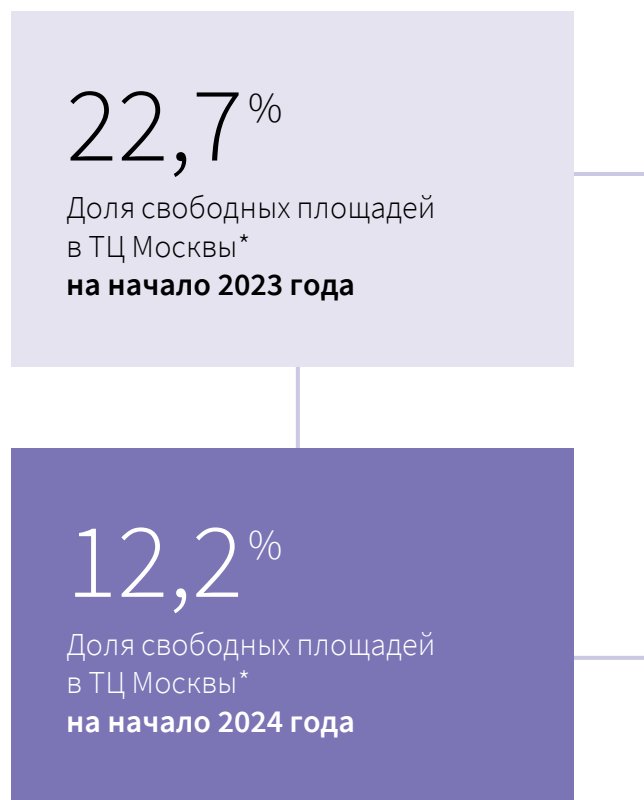 22,7%
Доля свободных площадей
в ТЦ Москвы*
на начало 2023 года
12,2%
Доля свободных площадей
в ТЦ Москвы*
на начало 2024 года